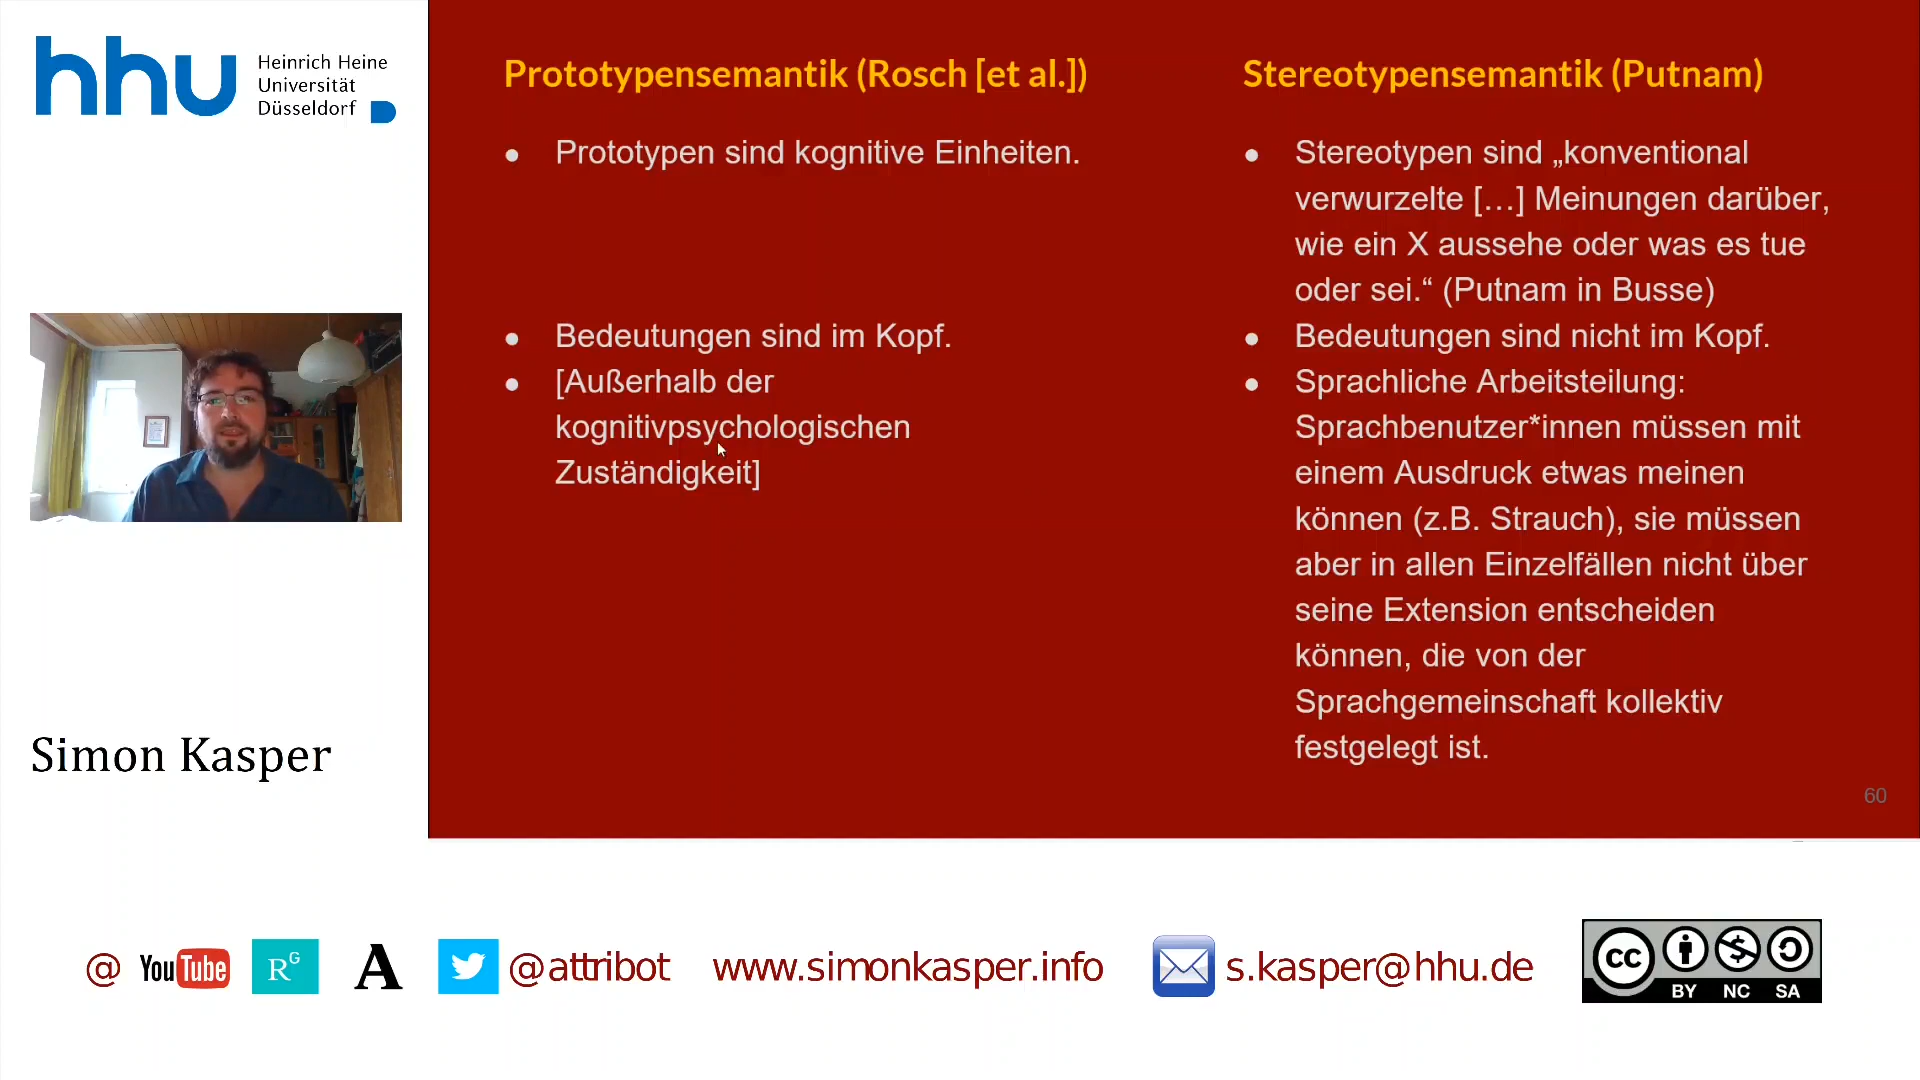 hhu
Heinrich Heine
Universität
Düsseldorf
Simon Kasper
Prototypensemantik (Rosch [et al.])
● Prototypen sind kognitive Einheiten.
● Bedeutungen sind im Kopf.
● [Außerhalb der
kognitivpsychologischen
Zuständigkeit]
Stereotypensemantik (Putnam)
● Stereotypen sind „konventional
verwurzelte […] Meinungen darüber,
wie ein X aussehe oder was es tue
oder sei.“ (Putnam in Busse)
● Bedeutungen sind nicht im Kopf.
● Sprachliche Arbeitsteilung:
Sprachbenutzer*innen müssen mit
einem Ausdruck etwas meinen
können (z.B. Strauch), sie müssen
aber in allen Einzelfällen nicht über
seine Extension entscheiden
können, die von der
Sprachgemeinschaft kollektiv
festgelegt ist.
60
@ YouTube RG A @attribot www.simonkasper.info s.kasper@hhu.de
cc BY NC SA